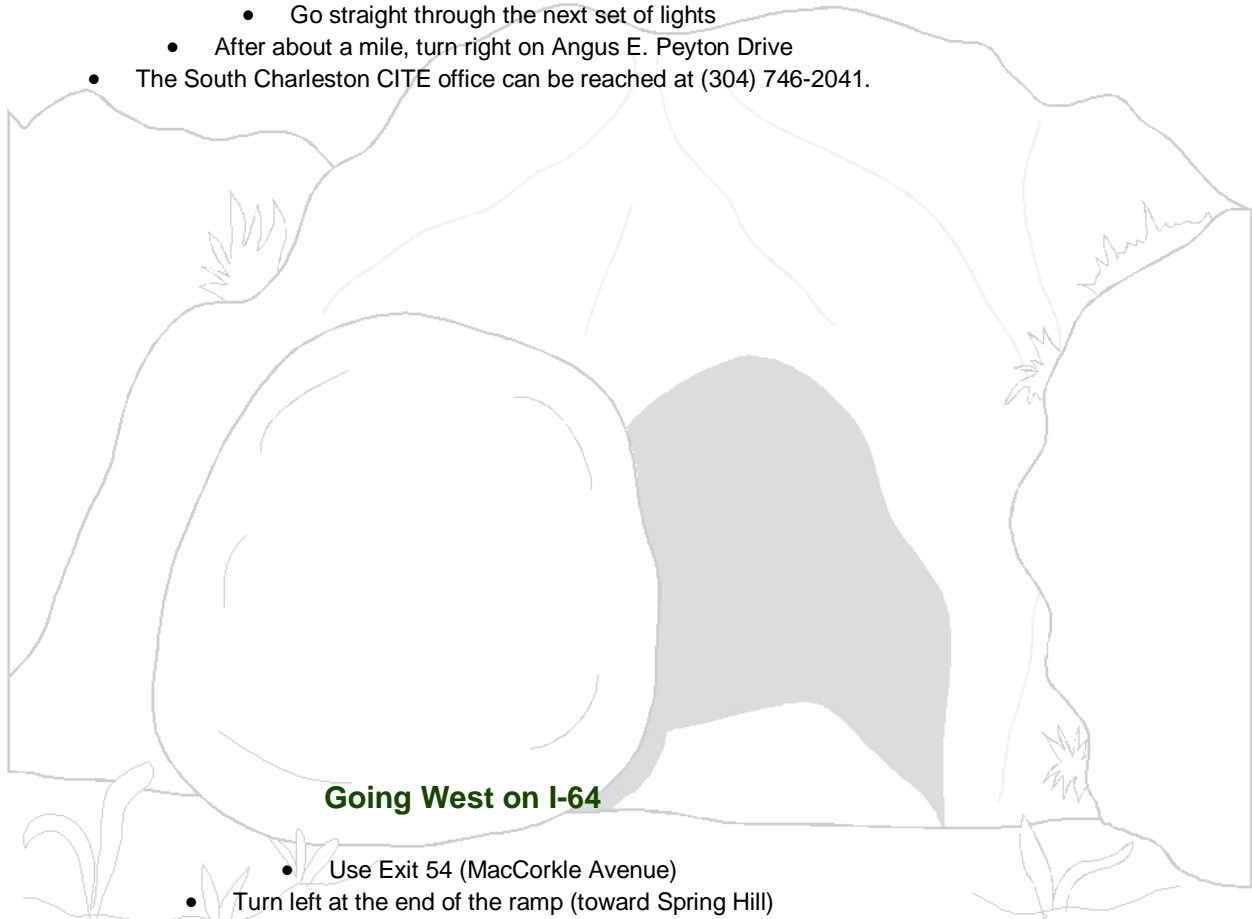 • Go straight through the next set of lights
• After about a mile, turn right on Angus E. Peyton Drive
• The South Charleston CITE office can be reached at (304) 746-2041.
Going West on I-64
• Use Exit 54 (MacCorkle Avenue)
• Turn left at the end of the ramp (toward Spring Hill)